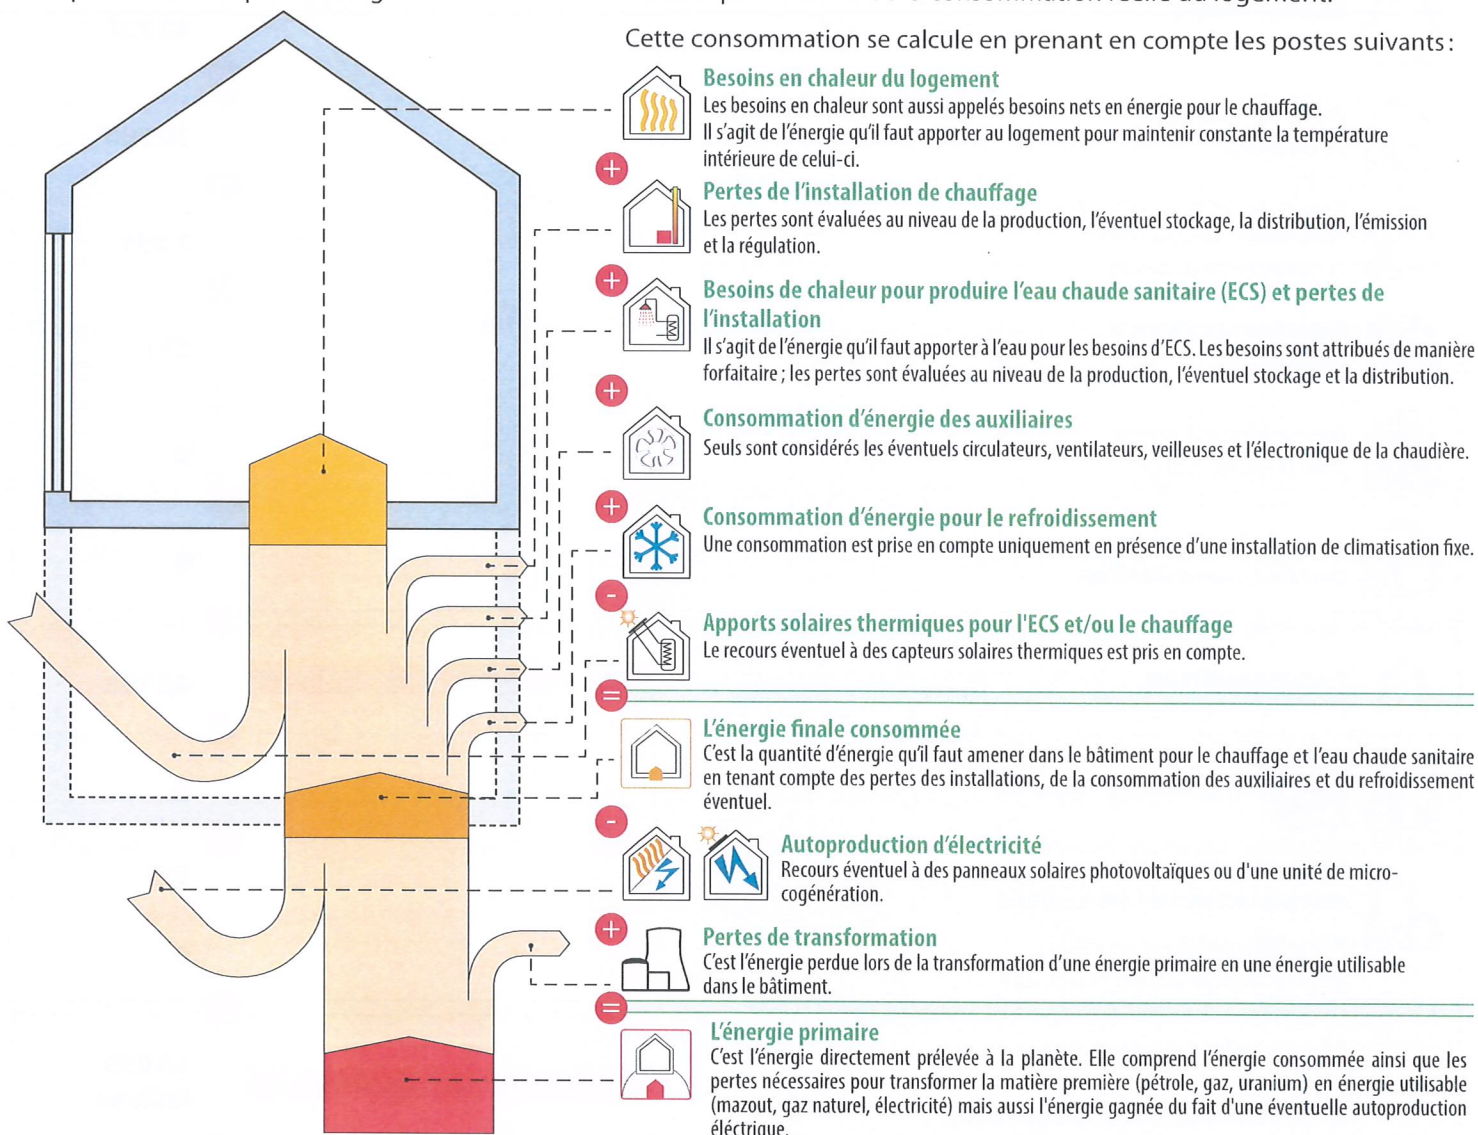 consommation réelle du logement.
Cette consommation se calcule en prenant en compte les postes suivants :
Besoins en chaleur du logement
Les besoins en chaleur sont aussi appelés besoins nets en énergie pour le chauffage.
Il s'agit de l'énergie qu'il faut apporter au logement pour maintenir constante la température
intérieure de celui-ci.
+
Pertes de l'installation de chauffage
Les pertes sont évaluées au niveau de la production, l'éventuel stockage, la distribution, l'émission
et la régulation.
+
Besoins de chaleur pour produire l'eau chaude sanitaire (ECS) et pertes de
l'installation
Il s'agit de l'énergie qu'il faut apporter à l'eau pour les besoins d'ECS. Les besoins sont attribués de manière
forfaitaire ; les pertes sont évaluées au niveau de la production, l'éventuel stockage et la distribution.
+
Consommation d'énergie des auxiliaires
Seuls sont considérés les éventuels circulateurs, ventilateurs, veilleuses et l'électronique de la chaudière.
+
Consommation d'énergie pour le refroidissement
Une consommation est prise en compte uniquement en présence d'une installation de climatisation fixe.
-
Apports solaires thermiques pour l'ECS et/ou le chauffage
Le recours éventuel à des capteurs solaires thermiques est pris en compte.
=
L'énergie finale consommée
C'est la quantité d'énergie qu'il faut amener dans le bâtiment pour le chauffage et l'eau chaude sanitaire
en tenant compte des pertes des installations, de la consommation des auxiliaires et du refroidissement
éventuel.
-
Autoproduction d'électricité
Recours éventuel à des panneaux solaires photovoltaïques ou d'une unité de micro-
cogénération.
+
Pertes de transformation
C'est l'énergie perdue lors de la transformation d'une énergie primaire en une énergie utilisable
dans le bâtiment.
=
L'énergie primaire
C'est l'énergie directement prélevée à la planète. Elle comprend l'énergie consommée ainsi que les
pertes nécessaires pour transformer la matière première (pétrole, gaz, uranium) en énergie utilisable
(mazout, gaz naturel, électricité) mais aussi l'énergie gagnée du fait d'une éventuelle autoproduction
éléctrique.